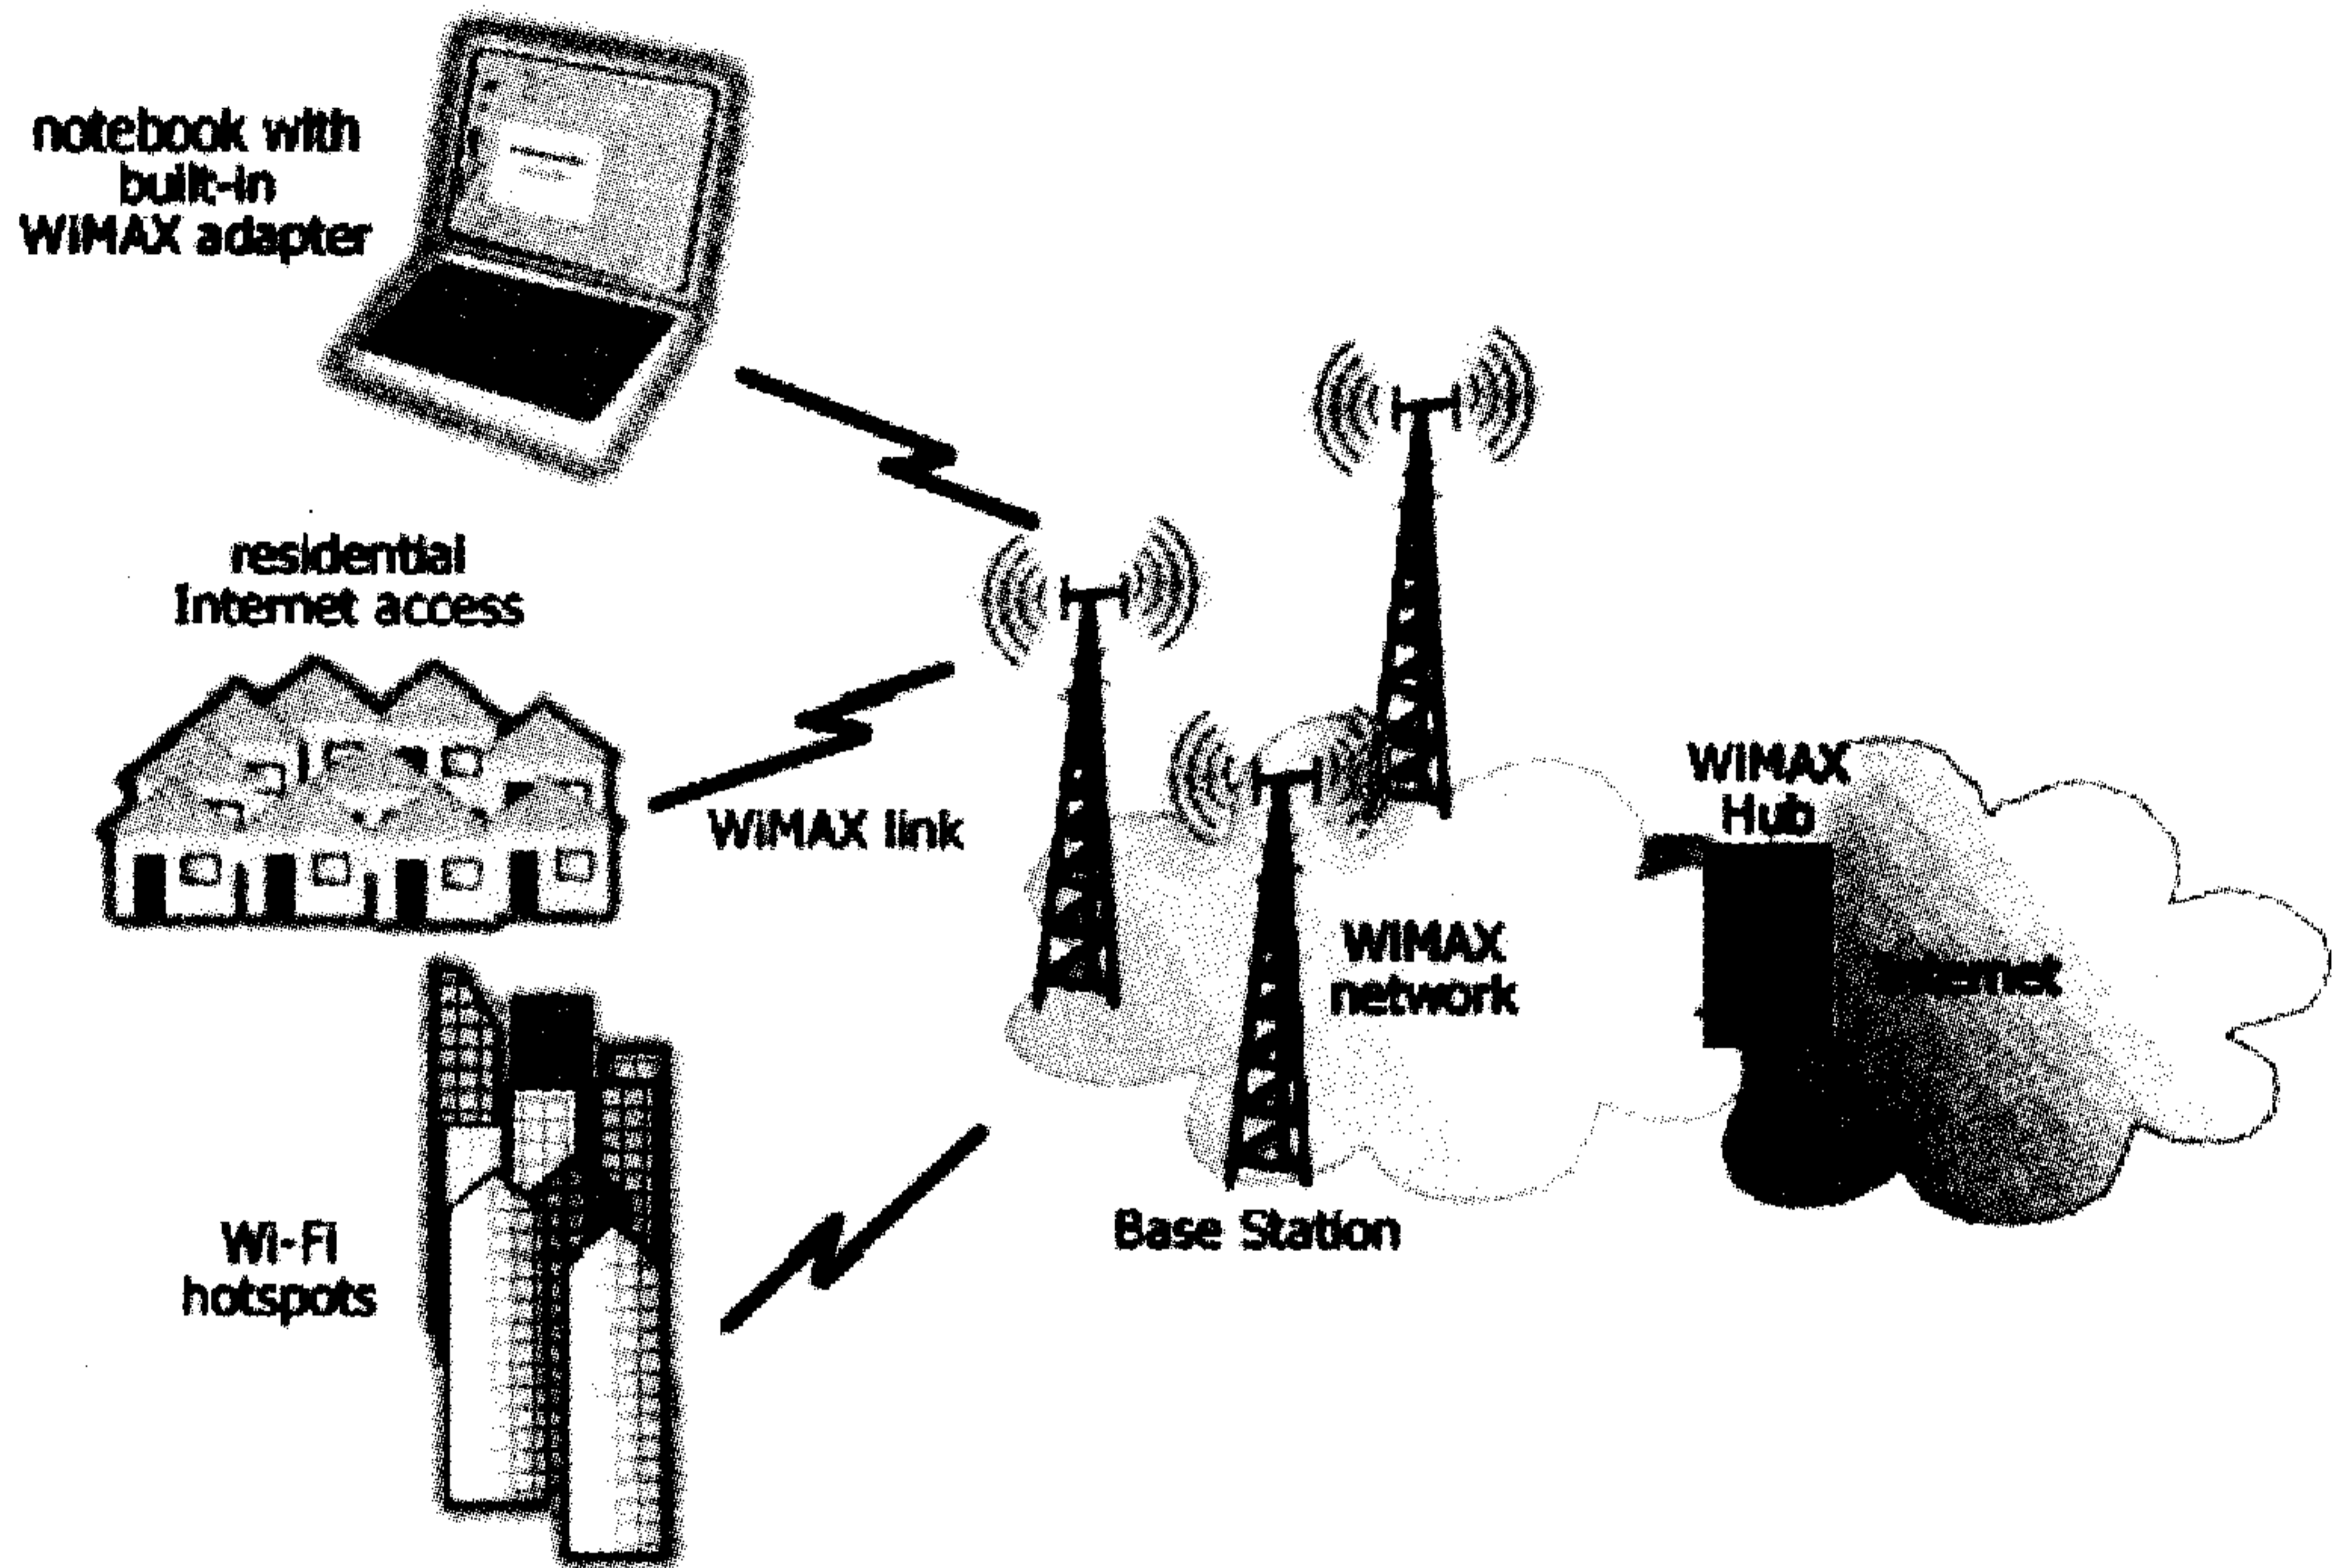 notebook with
built-in
WiMAX adapter
residential
Internet access
WiMAX link
WiMAX
Hub
WiMAX
network
Internet
Base Station
Wi-Fi
hotspots